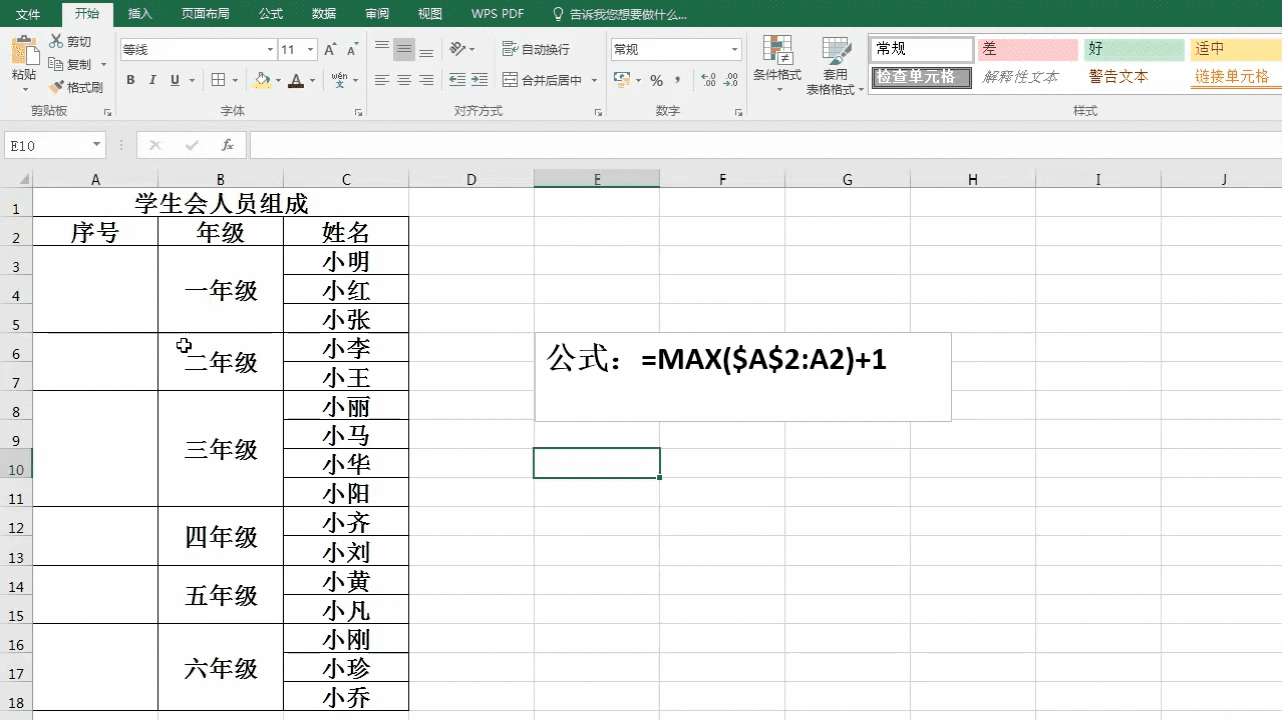 文件 开始 插入 页面布局 公式 数据 审阅 视图 WPS PDF 告诉我您想要做什么...
剪切 等线 11 A A 自动换行 常规 常规 差 好 适中
粘贴 复制 条件格式 套用
格式刷 B I U A wén 合并后居中 % 表格格式 检查单元格 解释性文本 警告文本 链接单元格
剪贴板 字体 对齐方式 数字 样式
E10 fx
A B C D E F G H I J
1 学生会人员组成
2 序号 年级 姓名
3 小明
4 一年级 小红
5 小张
6 二年级 小李
公式：=MAX($A$2:A2)+1
7 小王
8 小丽
9 三年级 小马
10 小华
11 小阳
12 四年级 小齐
13 小刘
14 五年级 小黄
15 小凡
16 小刚
17 六年级 小珍
18 小乔